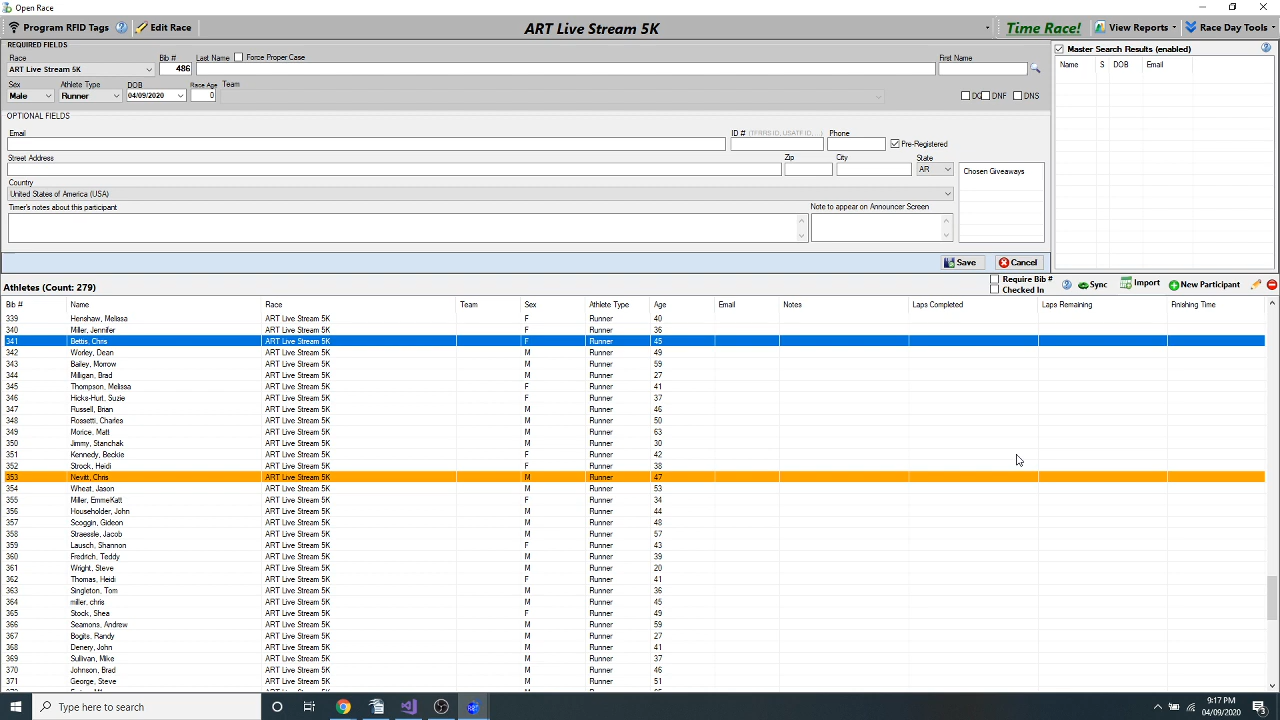 Open Race
Program RFID Tags Edit Race ART Live Stream 5K Time Race! View Reports Race Day Tools
REQUIRED FIELDS
Race Bib # Last Name Force Proper Case First Name
ART Live Stream 5K 486
Sex Athlete Type DOB Race Age Team
Male Runner 04/09/2020 0 DNF DNS
OPTIONAL FIELDS
Email ID # (TFRRS ID, USATF ID, ...) Phone
Pre-Registered
Street Address Zip City State
AR
Country
United States of America (USA)
Timer's notes about this participant Note to appear on Announcer Screen
Chosen Giveaways
Save Cancel
Master Search Results (enabled)
Name S DOB Email
Athletes (Count: 279) Require Bib # Checked In Sync Import New Participant
Bib # Name Race Team Sex Athlete Type Age Email Notes Laps Completed Laps Remaining Finishing Time
339 Henshaw, Melissa ART Live Stream 5K F Runner 40
340 Miller, Jennifer ART Live Stream 5K F Runner 36
341 Bettis, Chris ART Live Stream 5K F Runner 45
342 Worley, Dean ART Live Stream 5K M Runner 49
343 Bailey, Morrow ART Live Stream 5K M Runner 59
344 Milligan, Brad ART Live Stream 5K M Runner 27
345 Thompson, Melissa ART Live Stream 5K F Runner 41
346 Hicks-Hurt, Suzie ART Live Stream 5K F Runner 37
347 Russell, Brian ART Live Stream 5K M Runner 46
348 Rossetti, Charles ART Live Stream 5K M Runner 50
349 Morice, Matt ART Live Stream 5K M Runner 63
350 Jimmy, Stanchak ART Live Stream 5K M Runner 30
351 Kennedy, Beckie ART Live Stream 5K F Runner 42
352 Strock, Heidi ART Live Stream 5K F Runner 38
353 Nevitt, Chris ART Live Stream 5K M Runner 47
354 Wheat, Jason ART Live Stream 5K M Runner 53
355 Miller, EmmeKatt ART Live Stream 5K F Runner 34
356 Householder, John ART Live Stream 5K M Runner 44
357 Scoggin, Gideon ART Live Stream 5K M Runner 48
358 Straessle, Jacob ART Live Stream 5K M Runner 57
359 Lausch, Shannon ART Live Stream 5K F Runner 43
360 Fredrich, Teddy ART Live Stream 5K M Runner 39
361 Wright, Steve ART Live Stream 5K M Runner 20
362 Thomas, Heidi ART Live Stream 5K F Runner 41
363 Singleton, Tom ART Live Stream 5K M Runner 36
364 miller, chris ART Live Stream 5K M Runner 45
365 Stock, Shea ART Live Stream 5K F Runner 49
366 Seamons, Andrew ART Live Stream 5K M Runner 59
367 Bogits, Randy ART Live Stream 5K M Runner 27
368 Denery, John ART Live Stream 5K M Runner 41
369 Sullivan, Mike ART Live Stream 5K M Runner 37
370 Johnson, Brad ART Live Stream 5K M Runner 46
371 George, Steve ART Live Stream 5K M Runner 51
Type here to search
9:17 PM
04/09/2020